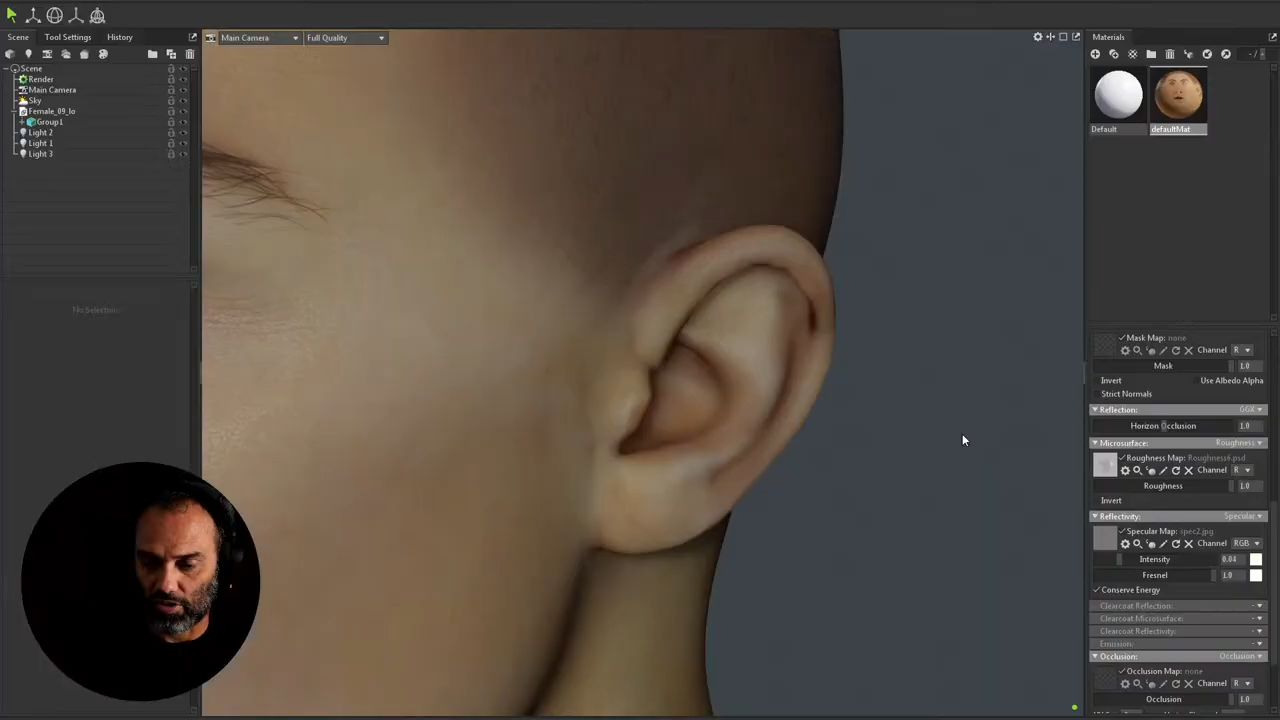 Scene
Tool Settings
History
Scene
Render
Main Camera
Sky
Female_09_lo
Group1
Light 2
Light 1
Light 3
No Selection
Main Camera
Full Quality
Materials
- /
Default
defaultMat
Mask Map: none
Channel R
Mask 1.0
Invert Use Albedo Alpha
Strict Normals
Reflection: GGX
Horizon Occlusion 1.0
Microsurface: Roughness
Roughness Map: Roughness6.psd
Channel R
Roughness 1.0
Invert
Reflectivity: Specular
Specular Map: spec2.jpg
Channel RGB
Intensity 0.04
Fresnel 1.0
Conserve Energy
Clearcoat Reflection: -
Clearcoat Microsurface: -
Clearcoat Reflectivity: -
Emission: -
Occlusion: Occlusion
Occlusion Map: none
Channel R
Occlusion 1.0